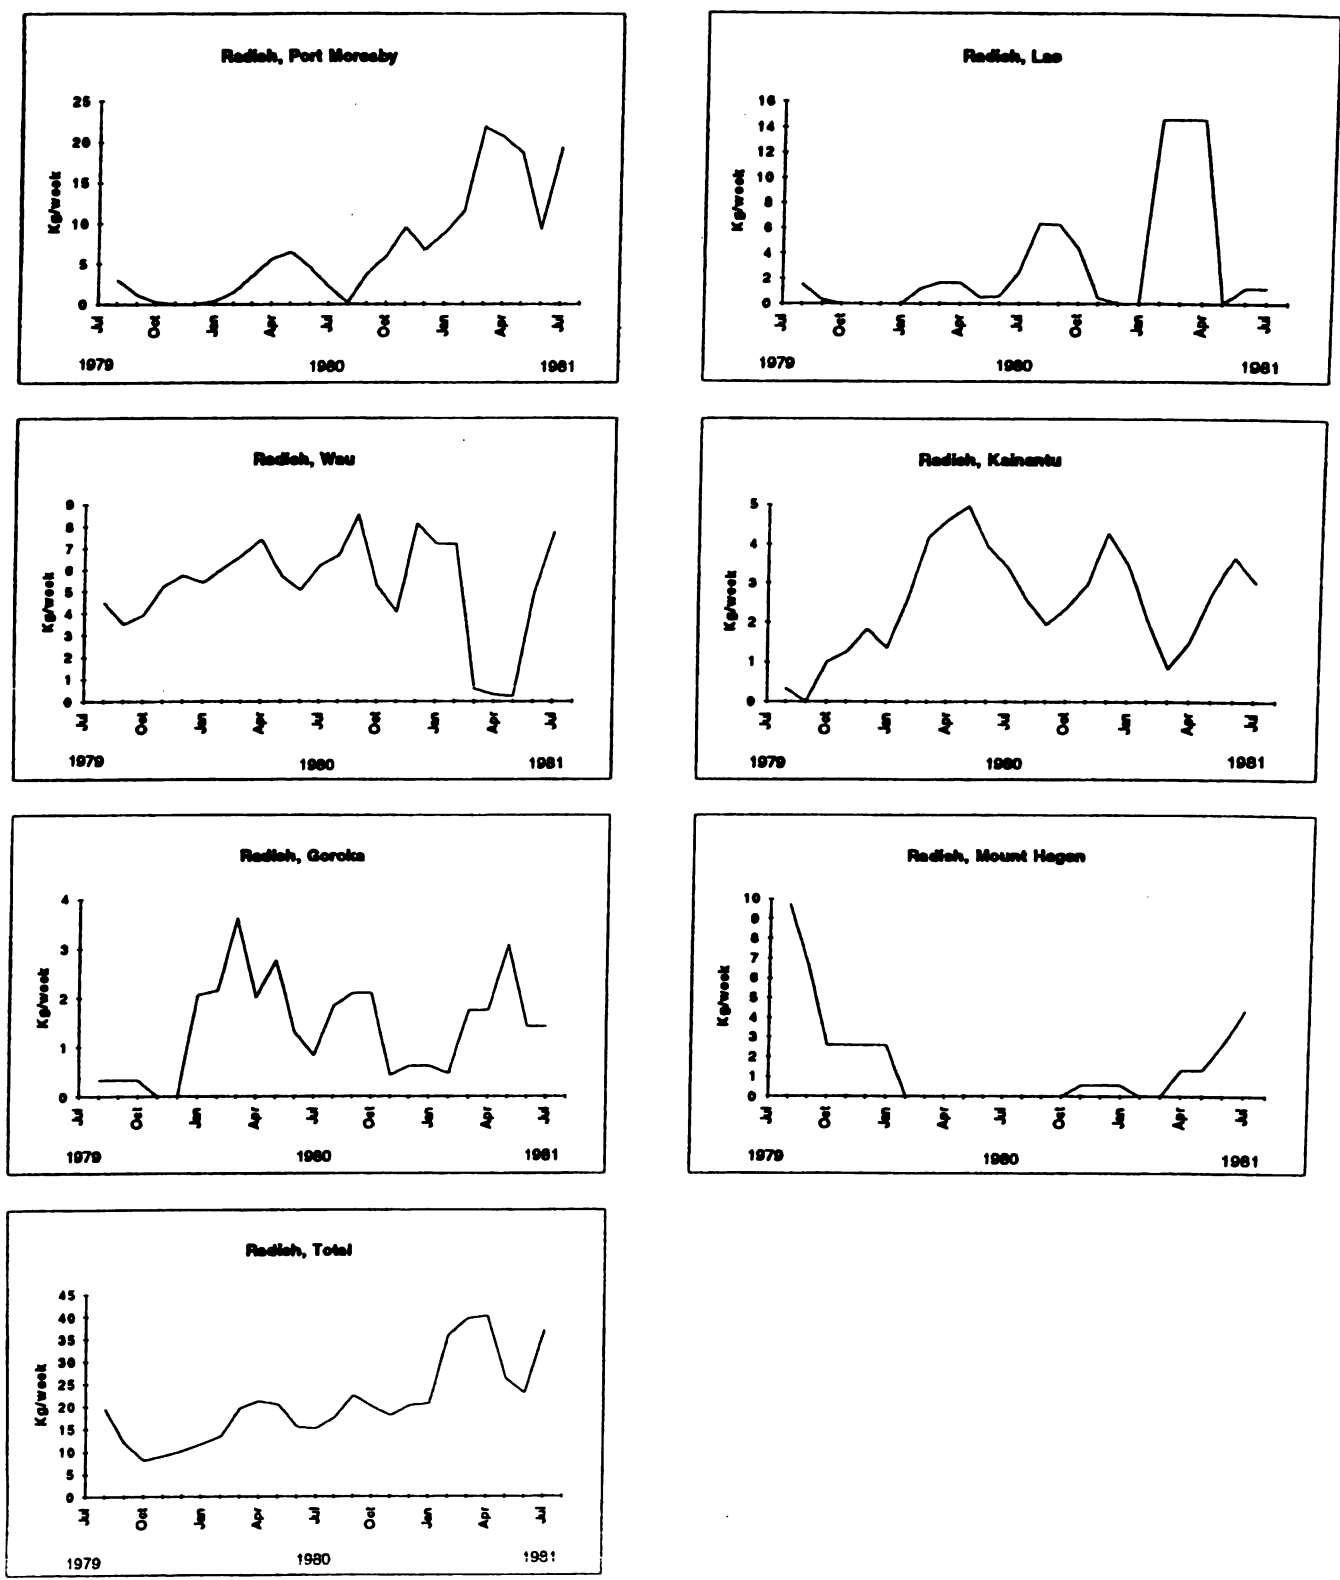 Radish, Port Moresby
25
20
15
10
5
0
Kg/week
Jul Oct Jan Apr Jul Oct Jan Apr Jul
1979 1980 1981
Radish, Lae
16
14
12
10
8
6
4
2
0
Kg/week
Jul Oct Jan Apr Jul Oct Jan Apr Jul
1979 1980 1981
Radish, Wau
9
8
7
6
5
4
3
2
1
0
Kg/week
Jul Oct Jan Apr Jul Oct Jan Apr Jul
1979 1980 1981
Radish, Kainantu
5
4
3
2
1
0
Kg/week
Jul Oct Jan Apr Jul Oct Jan Apr Jul
1979 1980 1981
Radish, Goroka
4
3
2
1
0
Kg/week
Jul Oct Jan Apr Jul Oct Jan Apr Jul
1979 1980 1981
Radish, Mount Hagen
10
9
8
7
6
5
4
3
2
1
0
Kg/week
Jul Oct Jan Apr Jul Oct Jan Apr Jul
1979 1980 1981
Radish, Total
45
40
35
30
25
20
15
10
5
0
Kg/week
Jul Oct Jan Apr Jul Oct Jan Apr Jul
1979 1980 1981